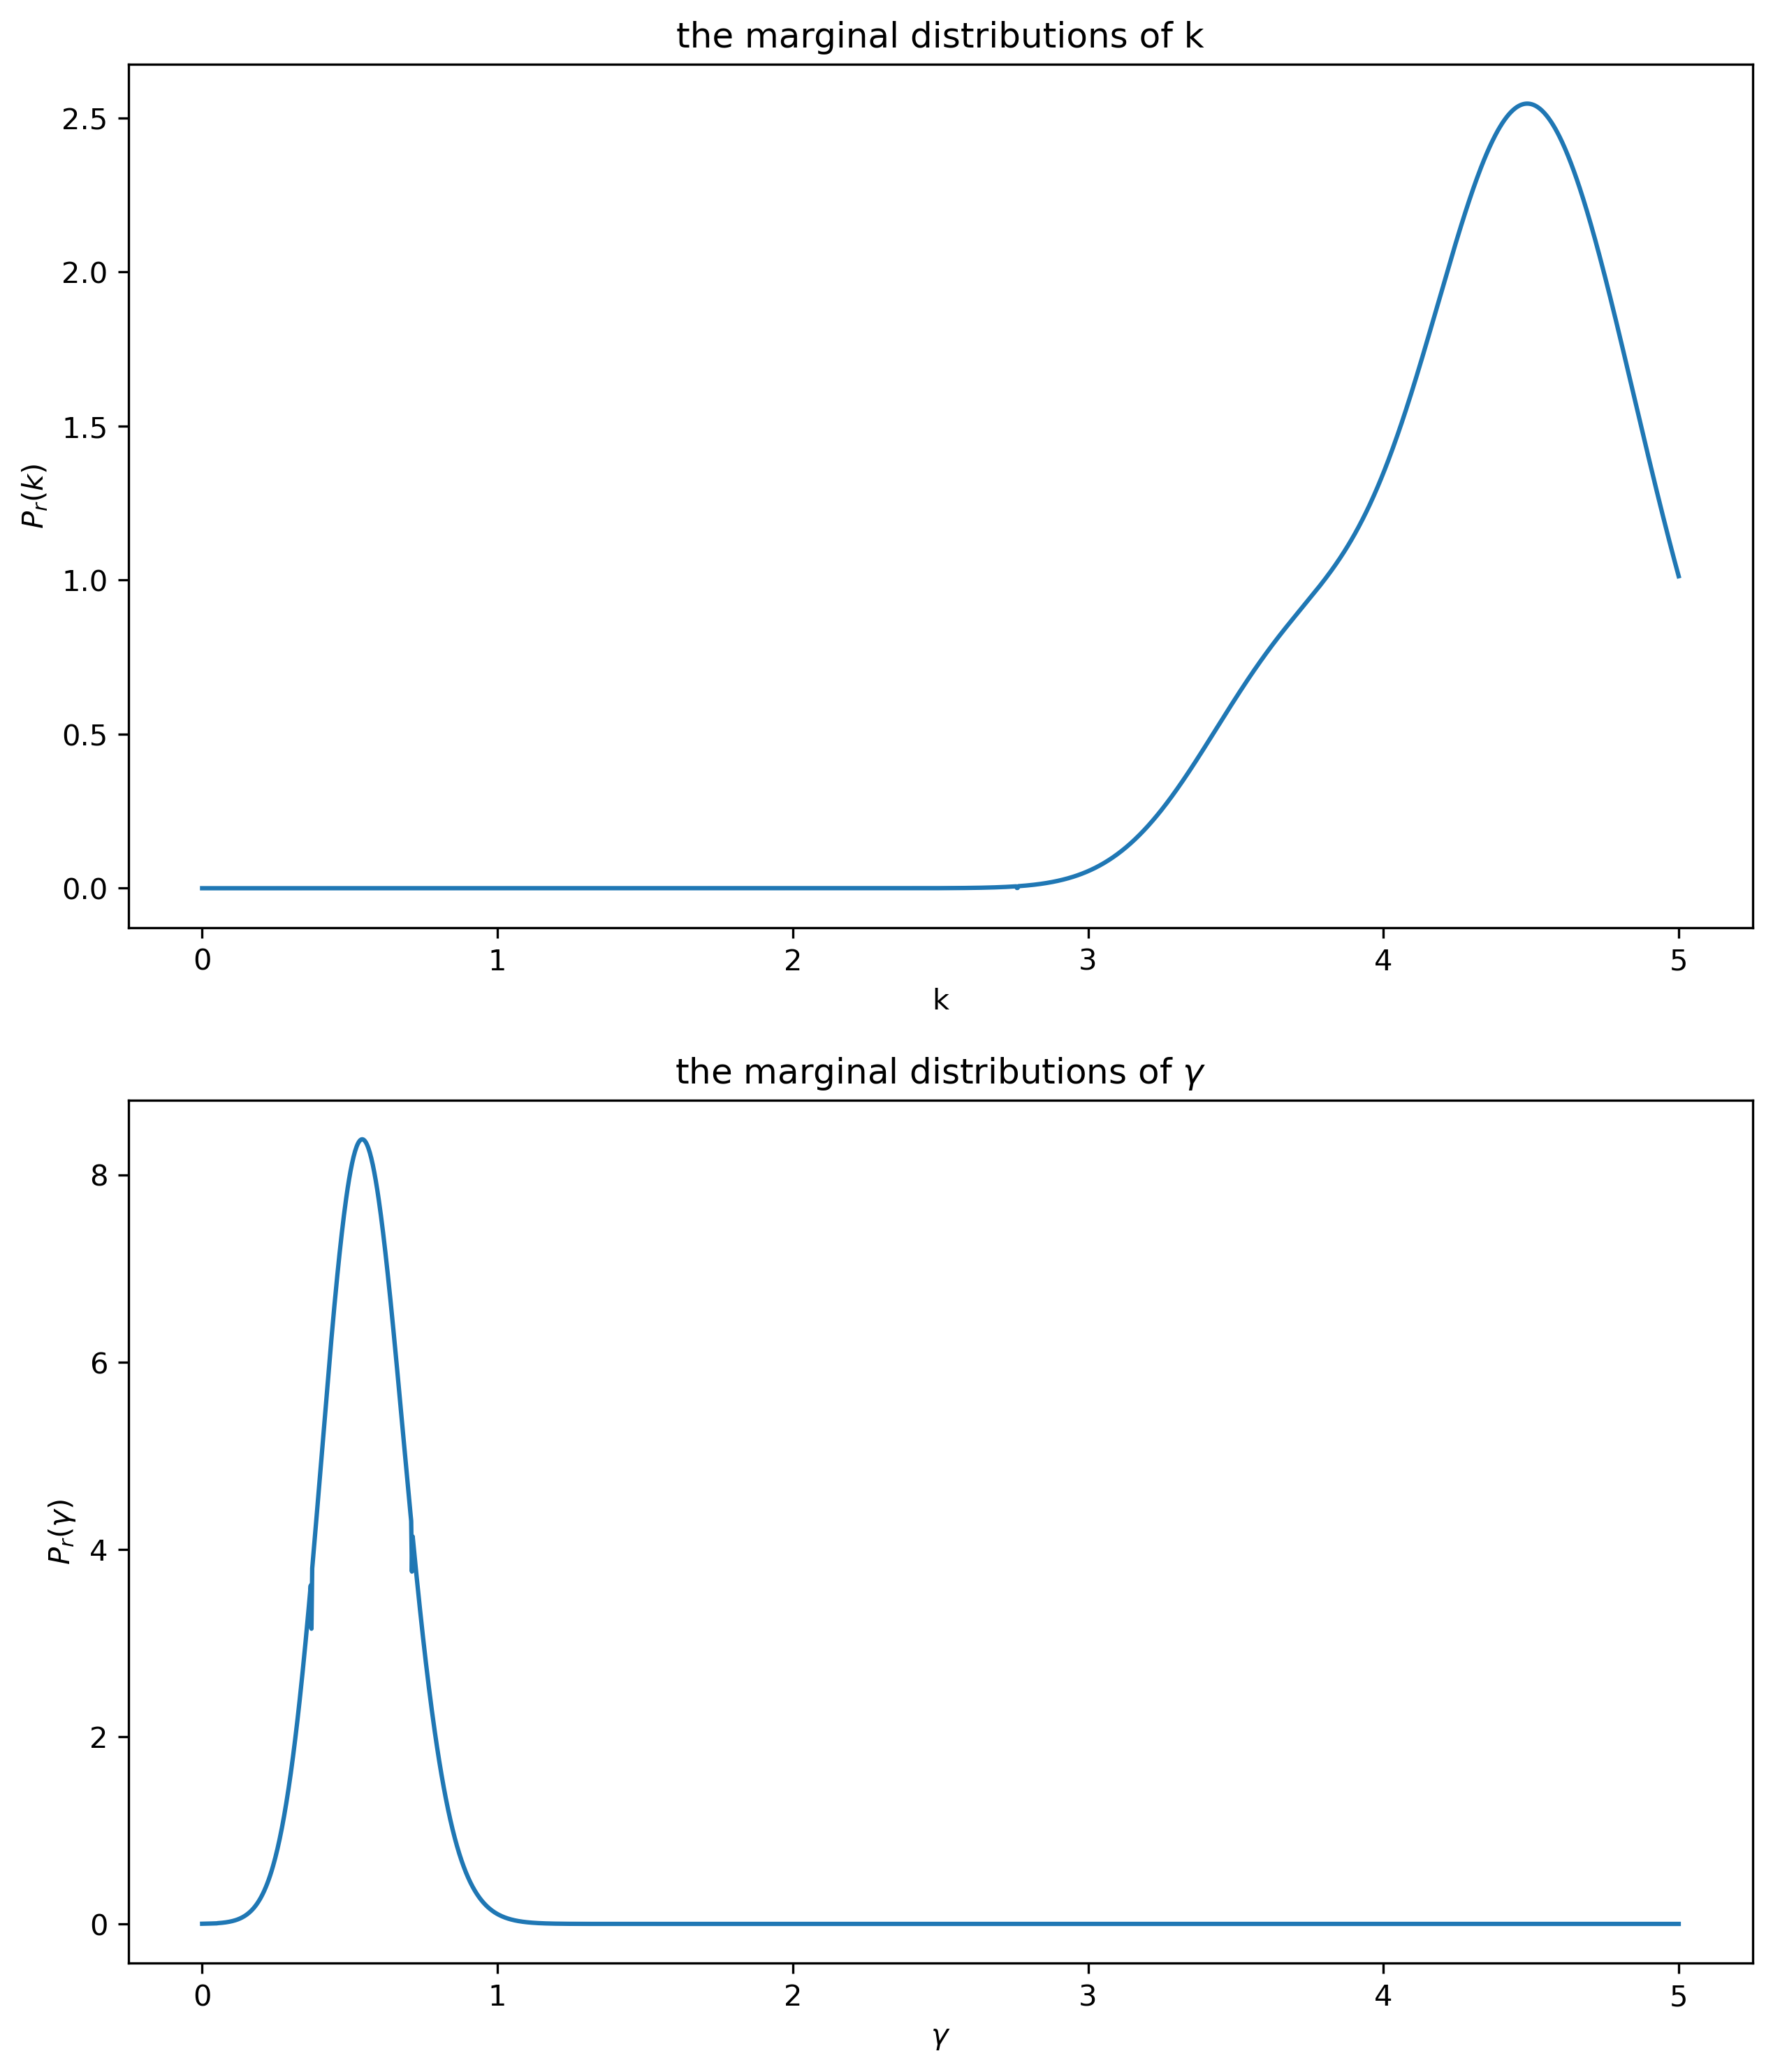 the marginal distributions of k
2.5
2.0
1.5
1.0
0.5
0.0
P_r(k)
0 1 2 3 4 5
k
the marginal distributions of γ
8
6
4
2
0
P_r(γ)
0 1 2 3 4 5
γ